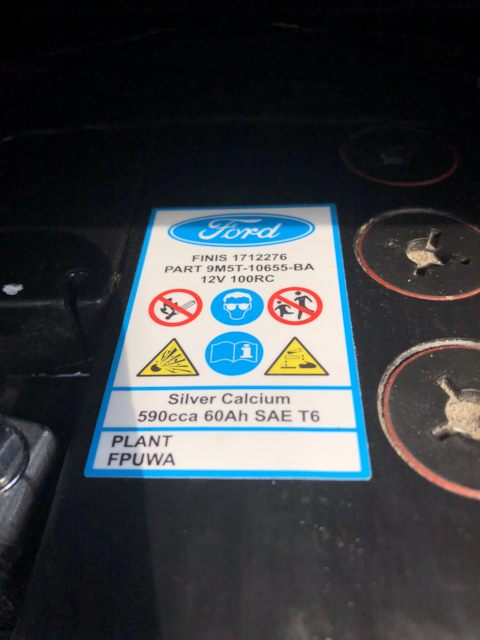 Ford
FINIS 1712276
PART 9M5T-10655-BA
12V 100RC
i
Silver Calcium
590cca 60Ah SAE T6
PLANT
FPUWA